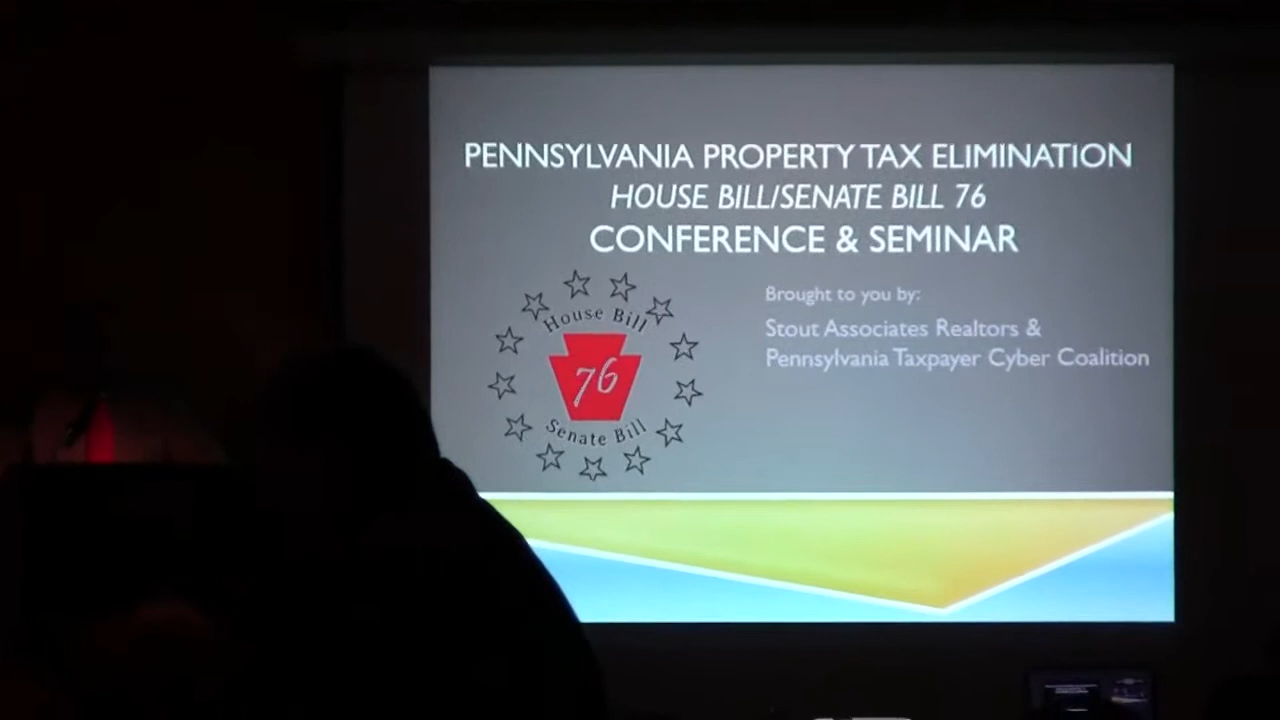 PENNSYLVANIA PROPERTY TAX ELIMINATION
HOUSE BILL/SENATE BILL 76
CONFERENCE & SEMINAR
Brought to you by:
Stout Associates Realtors &
Pennsylvania Taxpayer Cyber Coalition
House Bill
76
Senate Bill